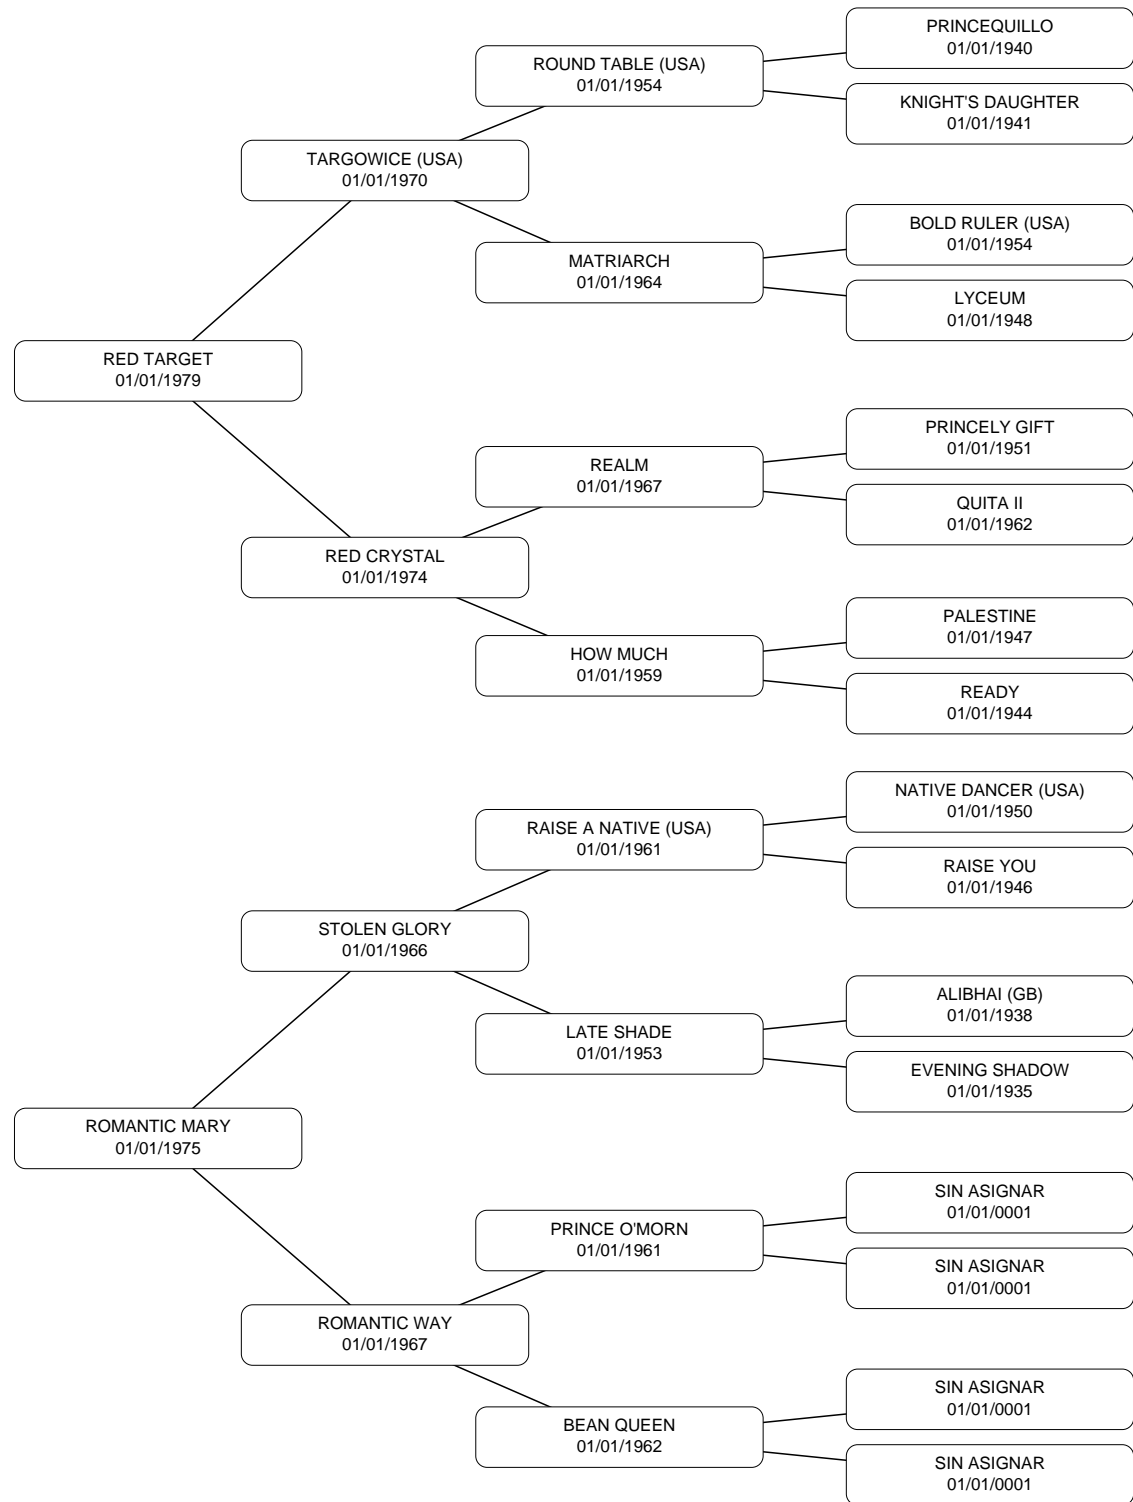 PRINCEQUILLO
01/01/1940
ROUND TABLE (USA)
01/01/1954
KNIGHT'S DAUGHTER
01/01/1941
TARGOWICE (USA)
01/01/1970
BOLD RULER (USA)
01/01/1954
MATRIARCH
01/01/1964
LYCEUM
01/01/1948
RED TARGET
01/01/1979
PRINCELY GIFT
01/01/1951
REALM
01/01/1967
QUITA II
01/01/1962
RED CRYSTAL
01/01/1974
PALESTINE
01/01/1947
HOW MUCH
01/01/1959
READY
01/01/1944
NATIVE DANCER (USA)
01/01/1950
RAISE A NATIVE (USA)
01/01/1961
RAISE YOU
01/01/1946
STOLEN GLORY
01/01/1966
ALIBHAI (GB)
01/01/1938
LATE SHADE
01/01/1953
EVENING SHADOW
01/01/1935
ROMANTIC MARY
01/01/1975
SIN ASIGNAR
01/01/0001
PRINCE O'MORN
01/01/1961
SIN ASIGNAR
01/01/0001
ROMANTIC WAY
01/01/1967
SIN ASIGNAR
01/01/0001
BEAN QUEEN
01/01/1962
SIN ASIGNAR
01/01/0001